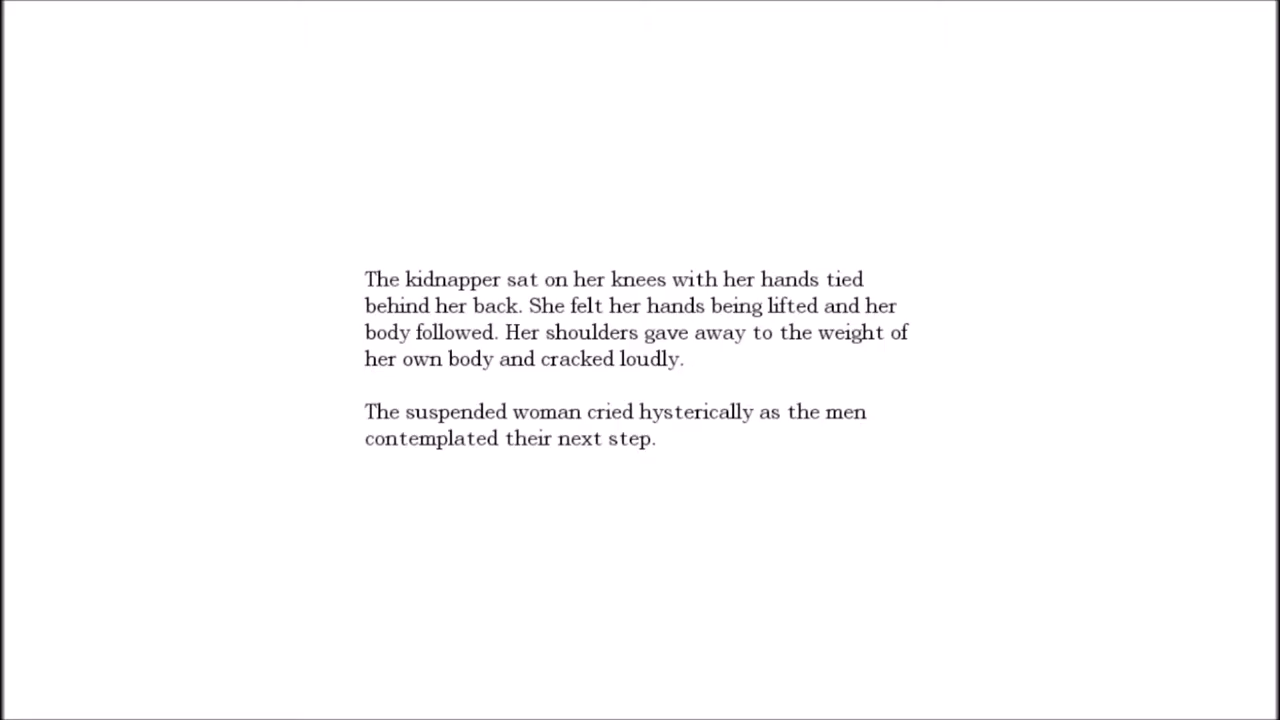 The kidnapper sat on her knees with her hands tied
behind her back. She felt her hands being lifted and her
body followed. Her shoulders gave away to the weight of
her own body and cracked loudly.
The suspended woman cried hysterically as the men
contemplated their next step.